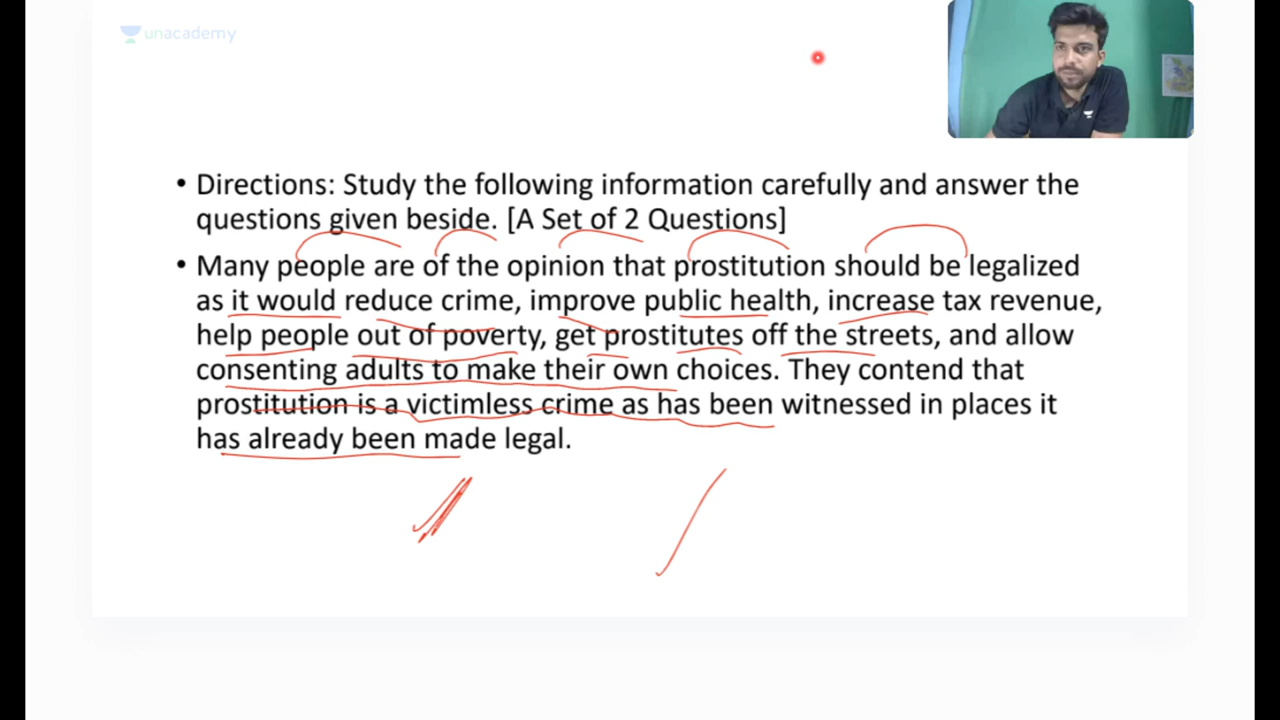 unacademy
• Directions: Study the following information carefully and answer the
questions given beside. [A Set of 2 Questions]
• Many people are of the opinion that prostitution should be legalized
as it would reduce crime, improve public health, increase tax revenue,
help people out of poverty, get prostitutes off the streets, and allow
consenting adults to make their own choices. They contend that
prostitution is a victimless crime as has been witnessed in places it
has already been made legal.